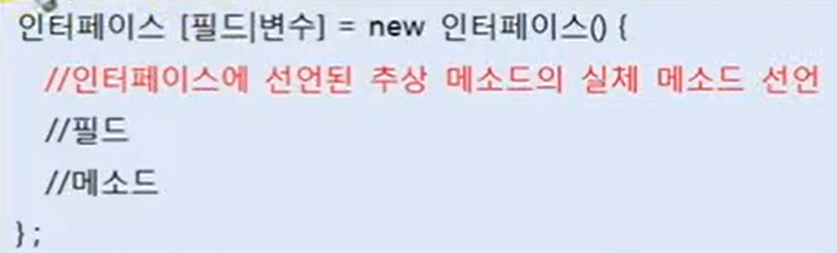 인터페이스 [필드|변수] = new 인터페이스() {
//인터페이스에 선언된 추상 메소드의 실체 메소드 선언
//필드
//메소드
};